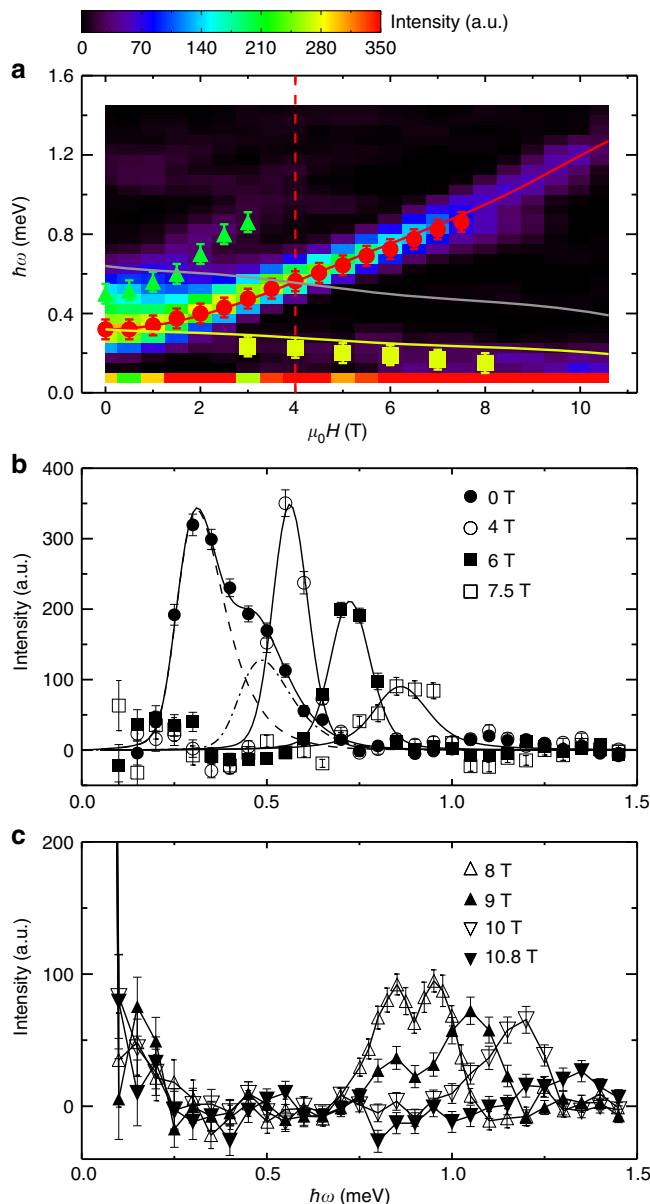 Intensity (a.u.)
0 70 140 210 280 350
a
1.6
1.2
0.8
0.4
0.0
ħω (meV)
0 2 4 6 8 10
μ0H (T)
b
400
300
200
100
0
Intensity (a.u.)
0 T
4 T
6 T
7.5 T
0.0 0.5 1.0 1.5
c
200
100
0
Intensity (a.u.)
8 T
9 T
10 T
10.8 T
0.0 0.5 1.0 1.5
ħω (meV)